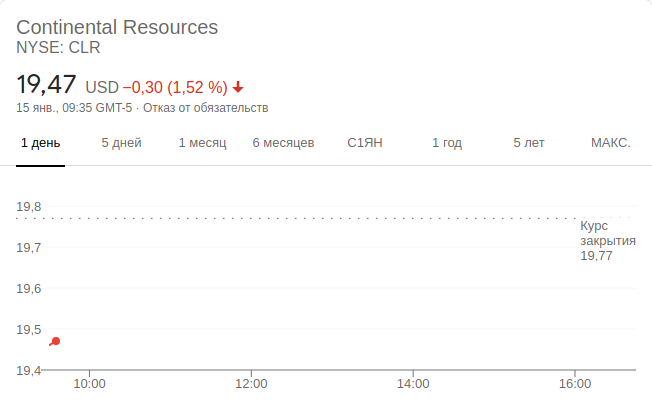 Continental Resources
NYSE: CLR
19,47 USD −0,30 (1,52 %)
15 янв., 09:35 GMT-5 · Отказ от обязательств
1 день 5 дней 1 месяц 6 месяцев С1ЯН 1 год 5 лет МАКС.
19,8
Курс
закрытия
19,77
19,7
19,6
19,5
19,4
10:00 12:00 14:00 16:00